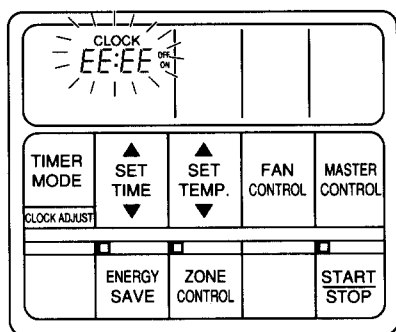 CLOCK
EE:EE OFF ON
TIMER MODE
CLOCK ADJUST
SET TIME
SET TEMP.
FAN CONTROL
MASTER CONTROL
ENERGY SAVE
ZONE CONTROL
START STOP